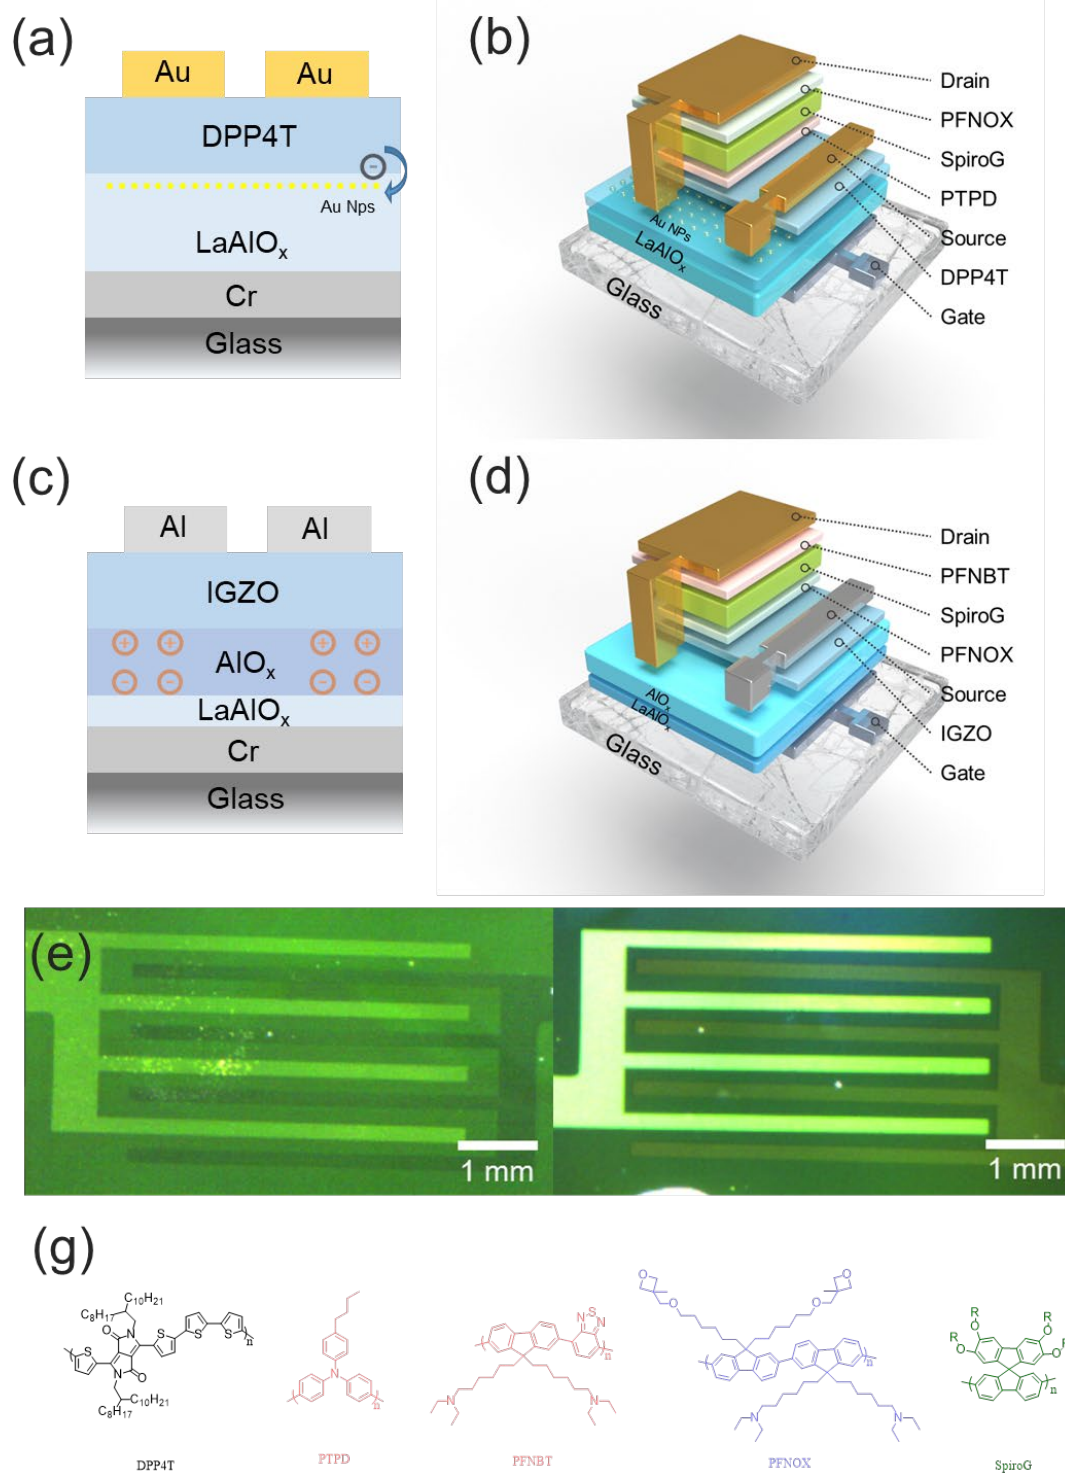 (a)
Au
Au
DPP4T
-
Au Nps
LaAlOx
Cr
Glass
(b)
Drain
PFNOX
SpiroG
PTPD
Source
DPP4T
Gate
Au NPs
LaAlOx
Glass
(c)
Al
Al
IGZO
+ + + +
AlOx
- - - -
LaAlOx
Cr
Glass
(d)
Drain
PFNBT
SpiroG
PFNOX
Source
IGZO
Gate
AlOx
LaAlOx
Glass
(e)
1 mm
1 mm
(g)
C10H21
C8H17
O
N
S
S
S
n
S
N
O
C10H21
C8H17
DPP4T
N
n
PTPD
S
N
N
n
N
N
PFNBT
O
O
O
O
n
N
N
PFNOX
R
R
O
O
R
O
R
O
n
SpiroG